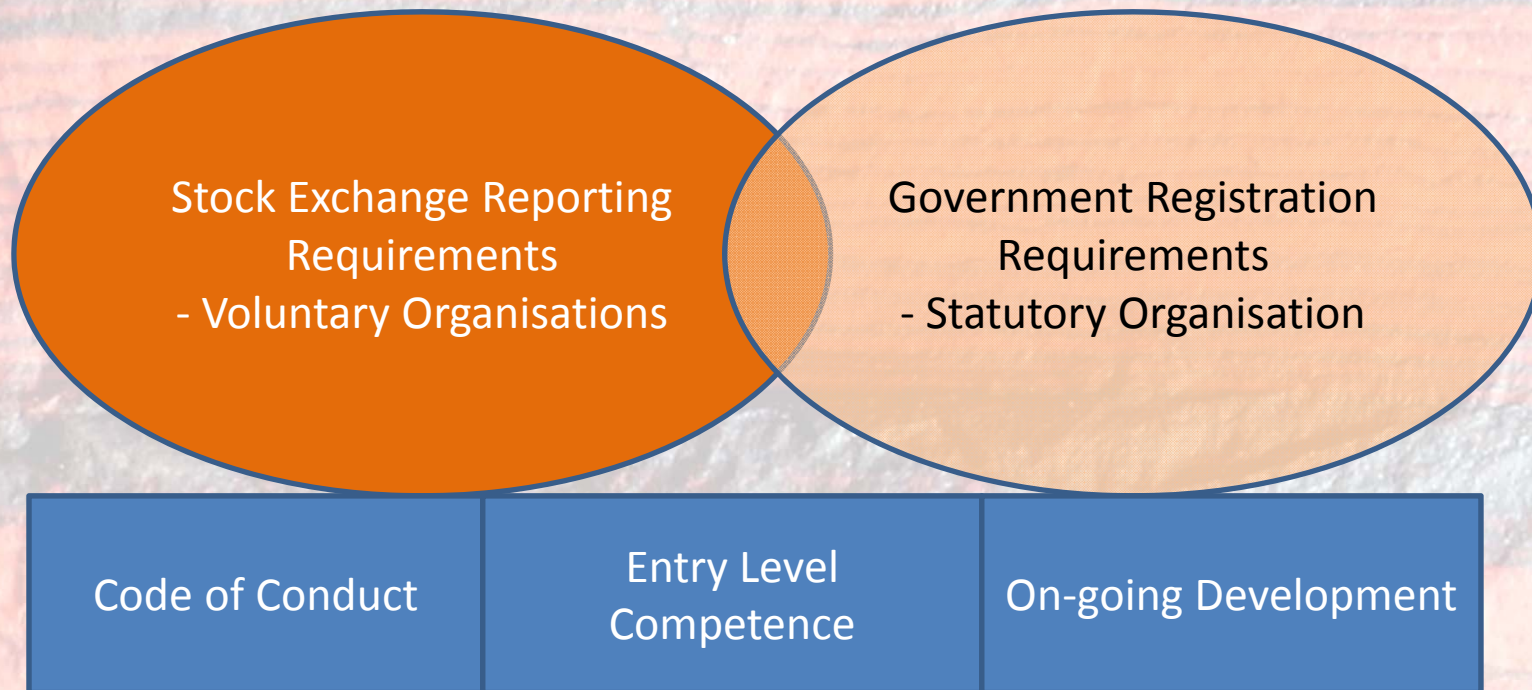 Stock Exchange Reporting
Requirements
- Voluntary Organisations
Government Registration
Requirements
- Statutory Organisation
Code of Conduct
Entry Level
Competence
On-going Development